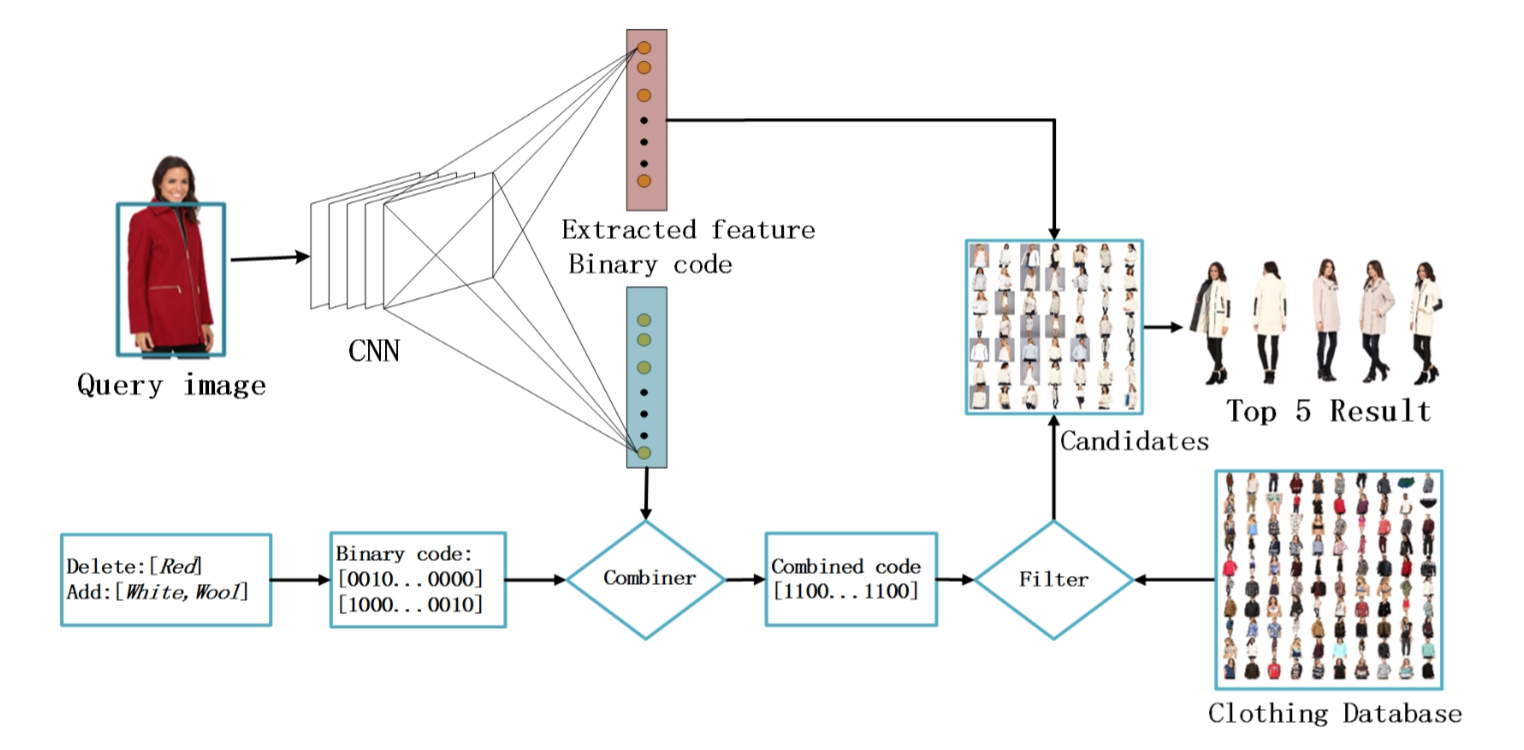 Extracted feature
Binary code
CNN
Query image
Top 5 Result
Candidates
Delete:[Red]
Add:[White,Wool]
Binary code:
[0010...0000]
[1000...0010]
Combiner
Combined code
[1100...1100]
Filter
Clothing Database